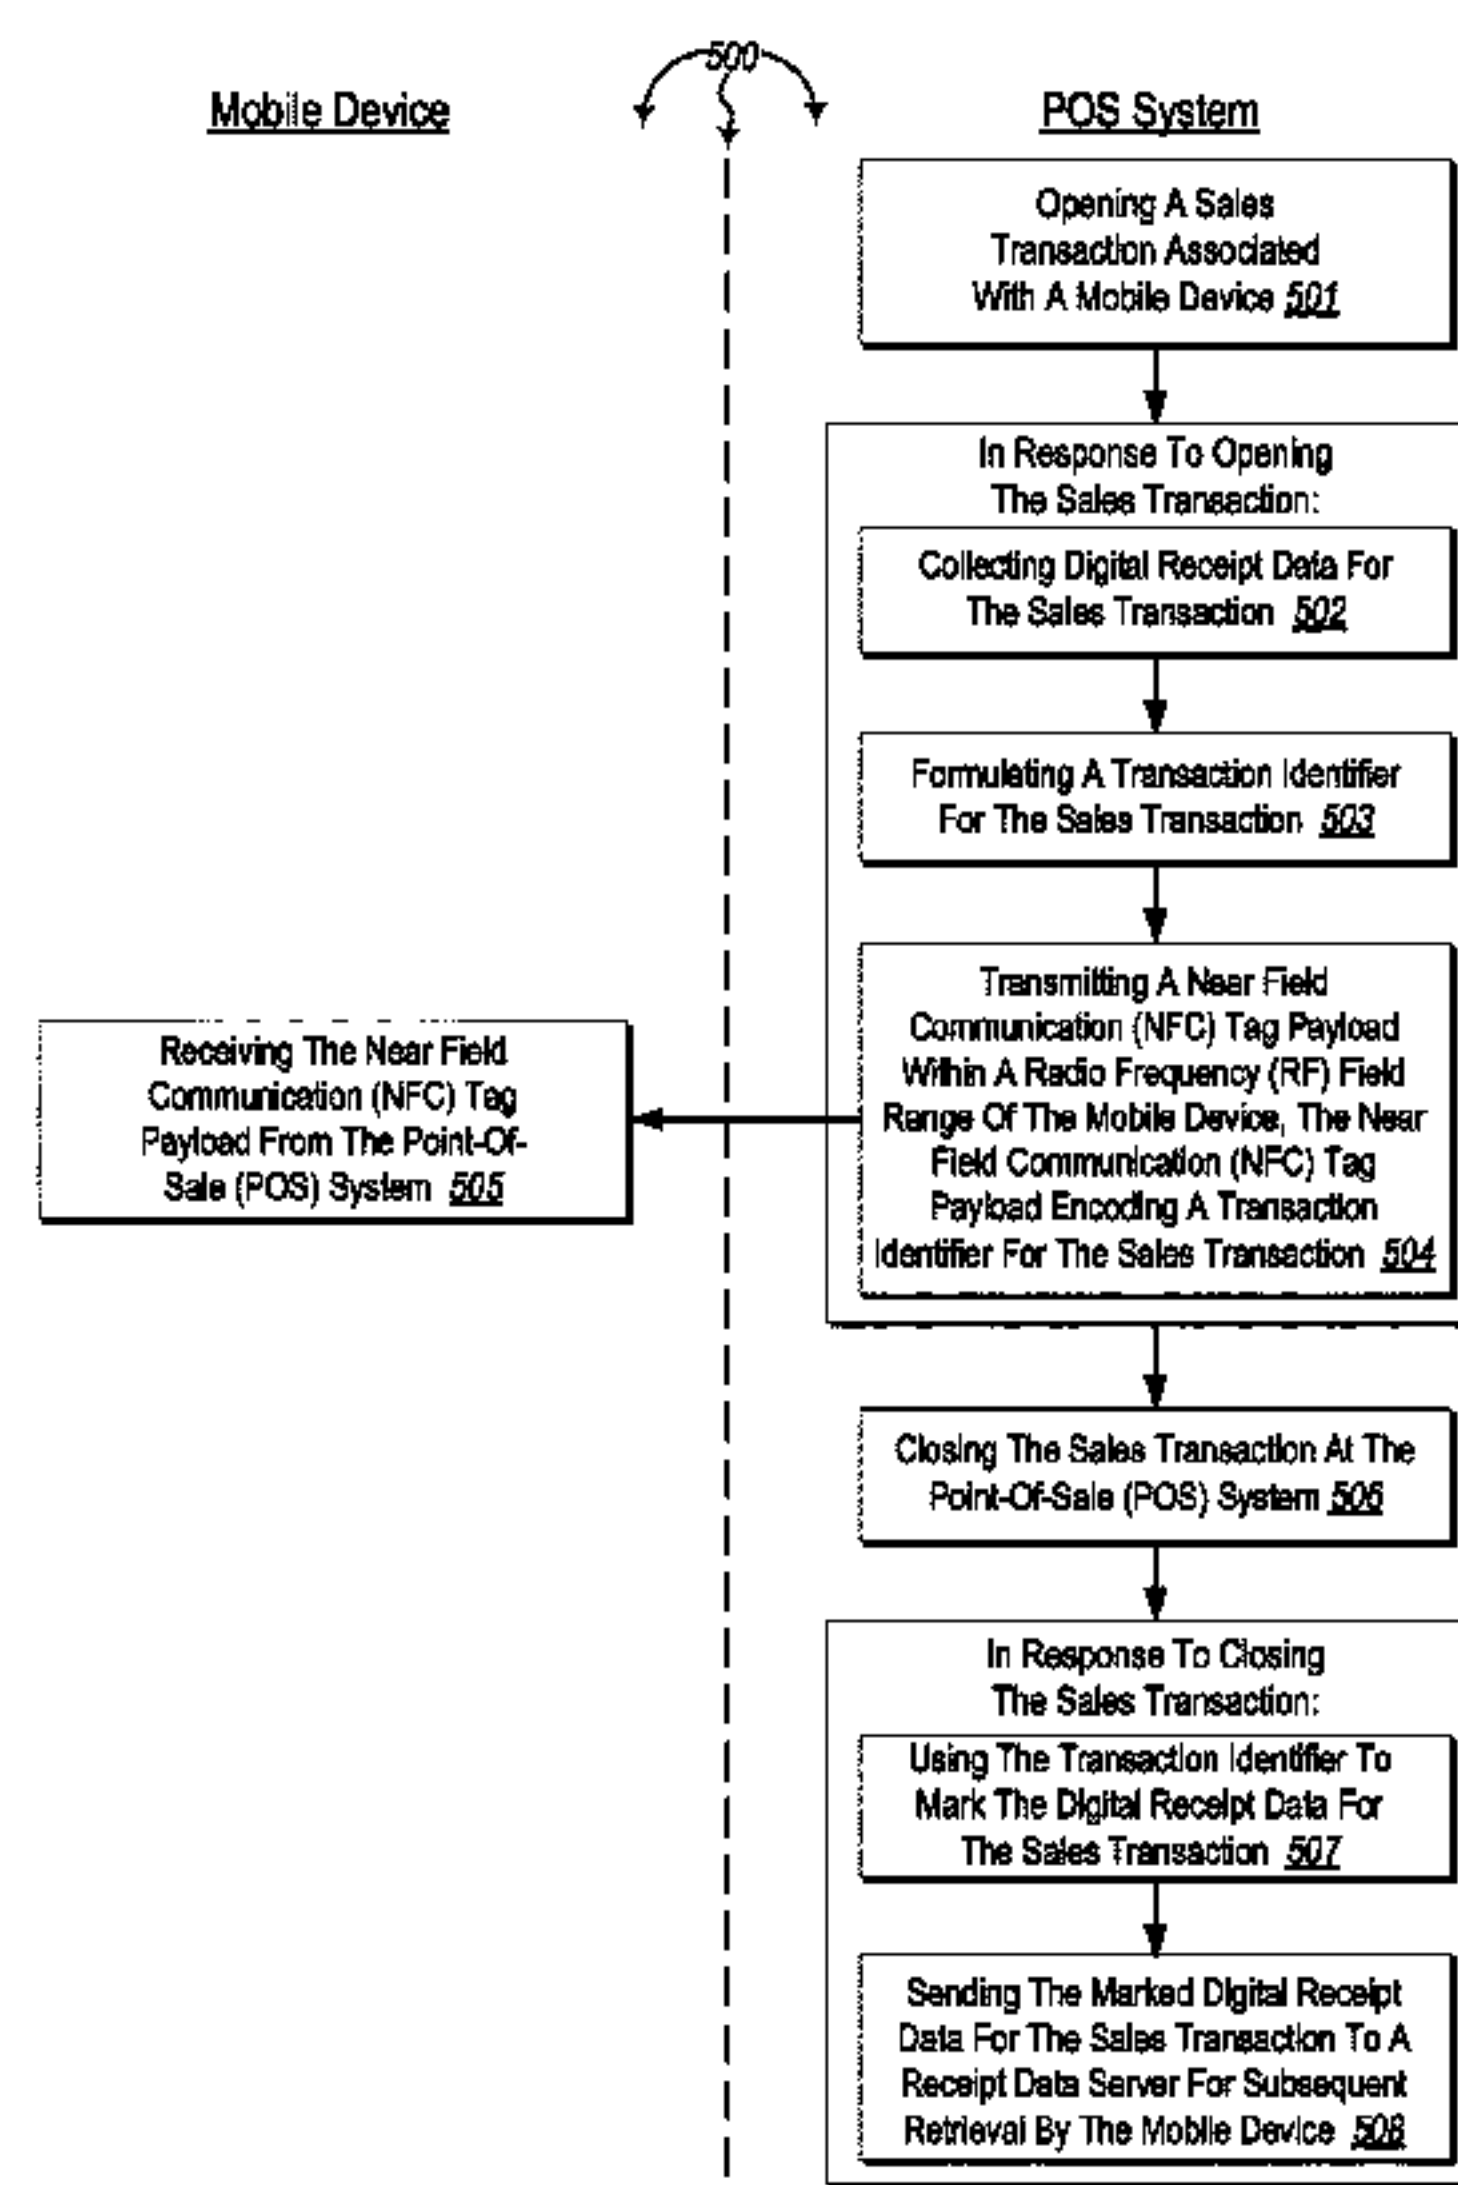 500
Mobile Device
POS System
Opening A Sales
Transaction Associated
With A Mobile Device 501
In Response To Opening
The Sales Transaction:
Collecting Digital Receipt Data For
The Sales Transaction 502
Formulating A Transaction Identifier
For The Sales Transaction 503
Transmitting A Near Field
Communication (NFC) Tag Payload
Within A Radio Frequency (RF) Field
Range Of The Mobile Device, The Near
Field Communication (NFC) Tag
Payload Encoding A Transaction
Identifier For The Sales Transaction 504
Receiving The Near Field
Communication (NFC) Tag
Payload From The Point-Of-
Sale (POS) System 505
Closing The Sales Transaction At The
Point-Of-Sale (POS) System 506
In Response To Closing
The Sales Transaction:
Using The Transaction Identifier To
Mark The Digital Receipt Data For
The Sales Transaction 507
Sending The Marked Digital Receipt
Data For The Sales Transaction To A
Receipt Data Server For Subsequent
Retrieval By The Mobile Device 508